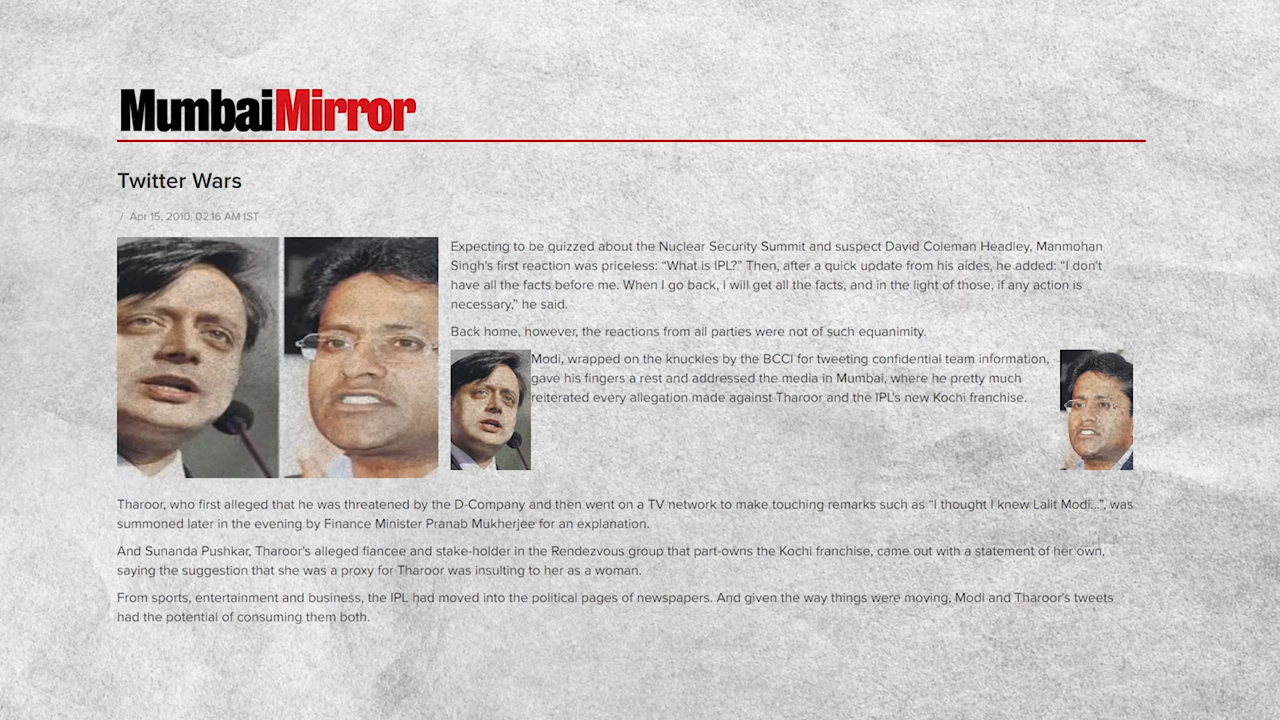 MumbaiMirror
Twitter Wars
/ Apr 15, 2010, 02.16 AM IST
Expecting to be quizzed about the Nuclear Security Summit and suspect David Coleman Headley, Manmohan
Singh's first reaction was priceless: “What is IPL?” Then, after a quick update from his aides, he added: “I don't
have all the facts before me. When I go back, I will get all the facts, and in the light of those, if any action is
necessary,” he said.
Back home, however, the reactions from all parties were not of such equanimity.
Modi, wrapped on the knuckles by the BCCI for tweeting confidential team information,
gave his fingers a rest and addressed the media in Mumbai, where he pretty much
reiterated every allegation made against Tharoor and the IPL's new Kochi franchise.
Tharoor, who first alleged that he was threatened by the D-Company and then went on a TV network to make touching remarks such as “I thought I knew Lalit Modi...”, was
summoned later in the evening by Finance Minister Pranab Mukherjee for an explanation.
And Sunanda Pushkar, Tharoor's alleged fiancee and stake-holder in the Rendezvous group that part-owns the Kochi franchise, came out with a statement of her own,
saying the suggestion that she was a proxy for Tharoor was insulting to her as a woman.
From sports, entertainment and business, the IPL had moved into the political pages of newspapers. And given the way things were moving, Modi and Tharoor's tweets
had the potential of consuming them both.